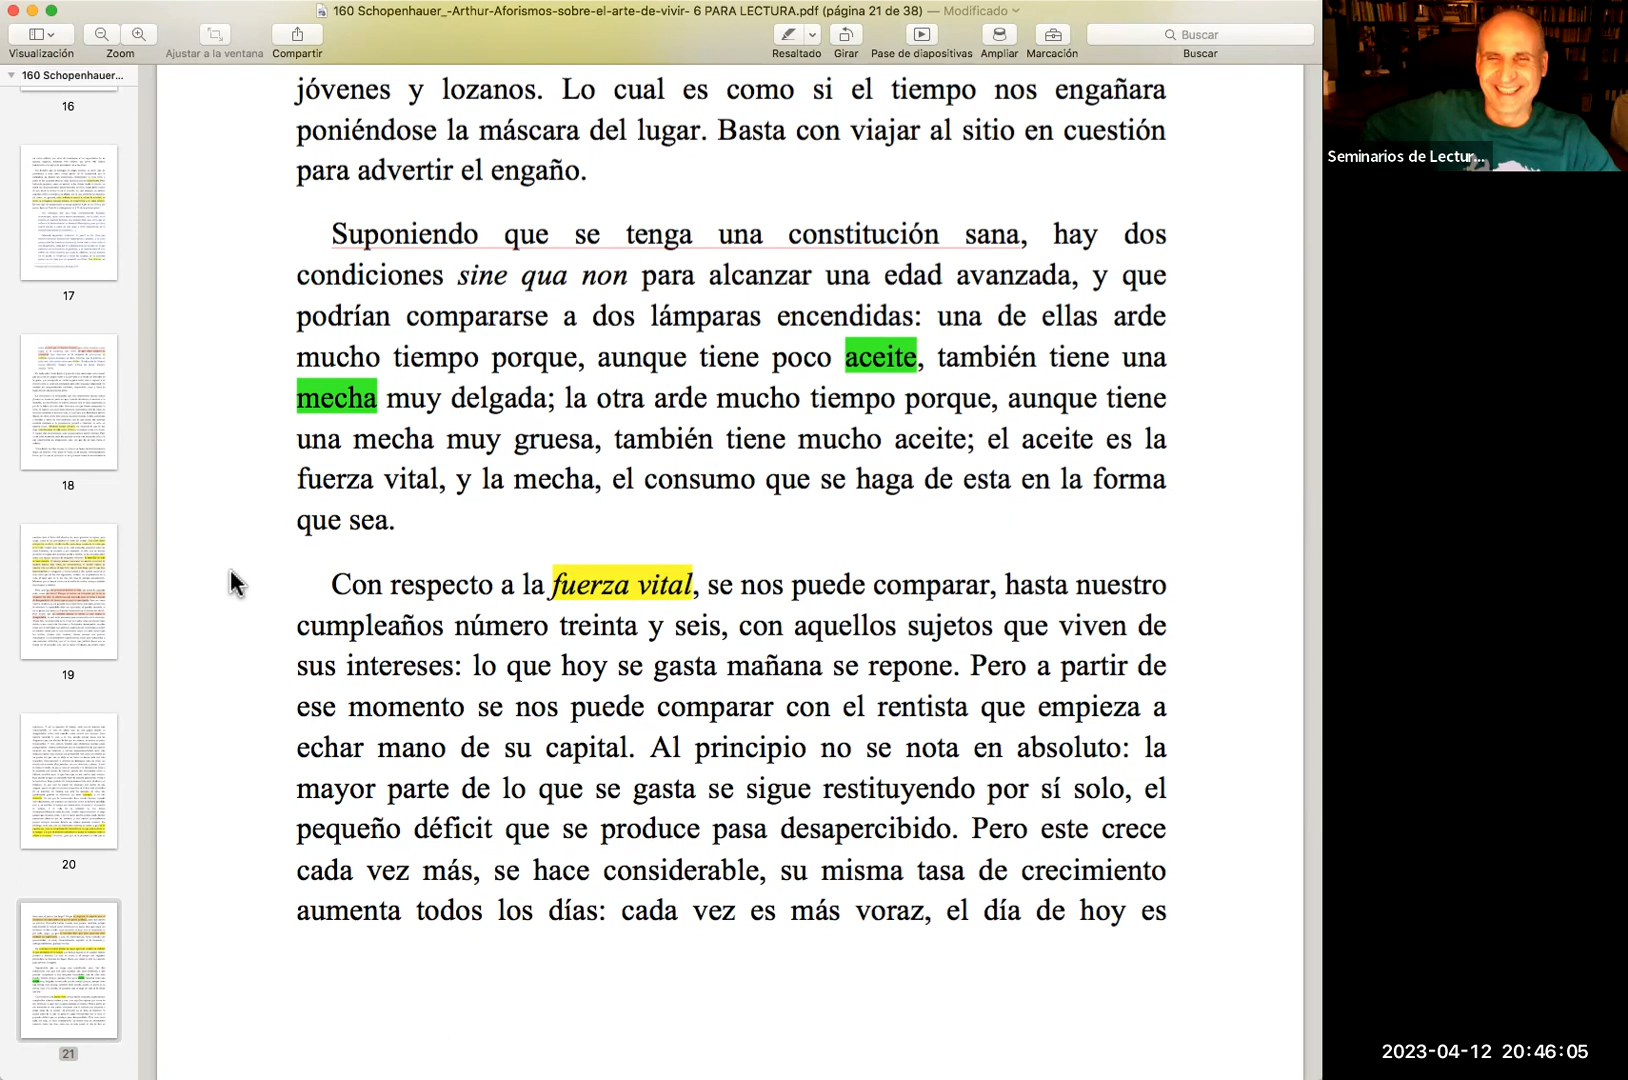 160 Schopenhauer_-Arthur-Aforismos-sobre-el-arte-de-vivir- 6 PARA LECTURA.pdf (página 21 de 38) — Modificado
Buscar
Visualización Zoom Ajustar a la ventana Compartir Resaltado Girar Pase de diapositivas Ampliar Marcación Buscar
160 Schopenhauer...
16
17
18
19
20
21
jóvenes y lozanos. Lo cual es como si el tiempo nos engañara
poniéndose la máscara del lugar. Basta con viajar al sitio en cuestión
para advertir el engaño.
Suponiendo que se tenga una constitución sana, hay dos
condiciones sine qua non para alcanzar una edad avanzada, y que
podrían compararse a dos lámparas encendidas: una de ellas arde
mucho tiempo porque, aunque tiene poco aceite, también tiene una
mecha muy delgada; la otra arde mucho tiempo porque, aunque tiene
una mecha muy gruesa, también tiene mucho aceite; el aceite es la
fuerza vital, y la mecha, el consumo que se haga de esta en la forma
que sea.
Con respecto a la fuerza vital, se nos puede comparar, hasta nuestro
cumpleaños número treinta y seis, con aquellos sujetos que viven de
sus intereses: lo que hoy se gasta mañana se repone. Pero a partir de
ese momento se nos puede comparar con el rentista que empieza a
echar mano de su capital. Al principio no se nota en absoluto: la
mayor parte de lo que se gasta se sigue restituyendo por sí solo, el
pequeño déficit que se produce pasa desapercibido. Pero este crece
cada vez más, se hace considerable, su misma tasa de crecimiento
aumenta todos los días: cada vez es más voraz, el día de hoy es
Seminarios de Lectur...
2023-04-12 20:46:05